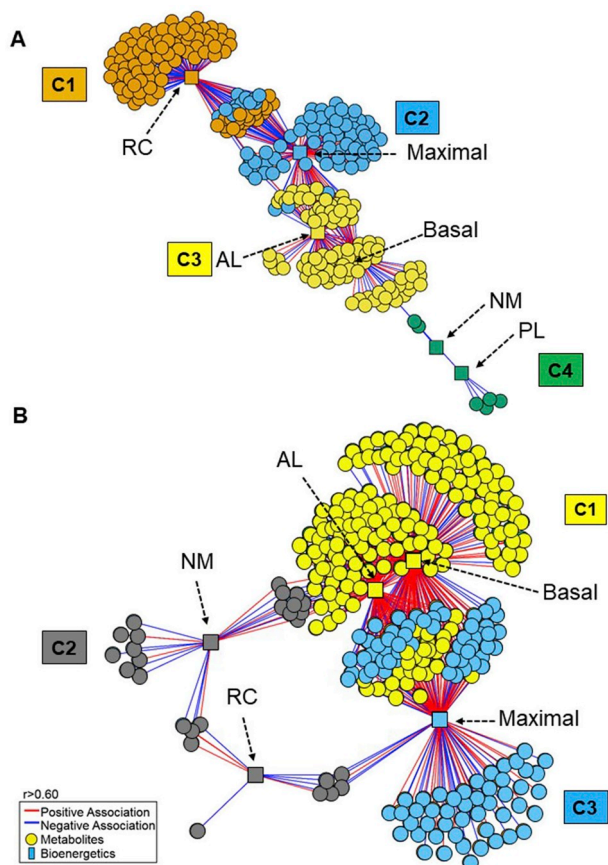 A
C1
C2
RC
Maximal
Basal
C3
AL
NM
PL
C4
B
AL
C1
NM
Basal
C2
RC
Maximal
C3
r>0.60
Positive Association
Negative Association
Metabolites
Bioenergetics